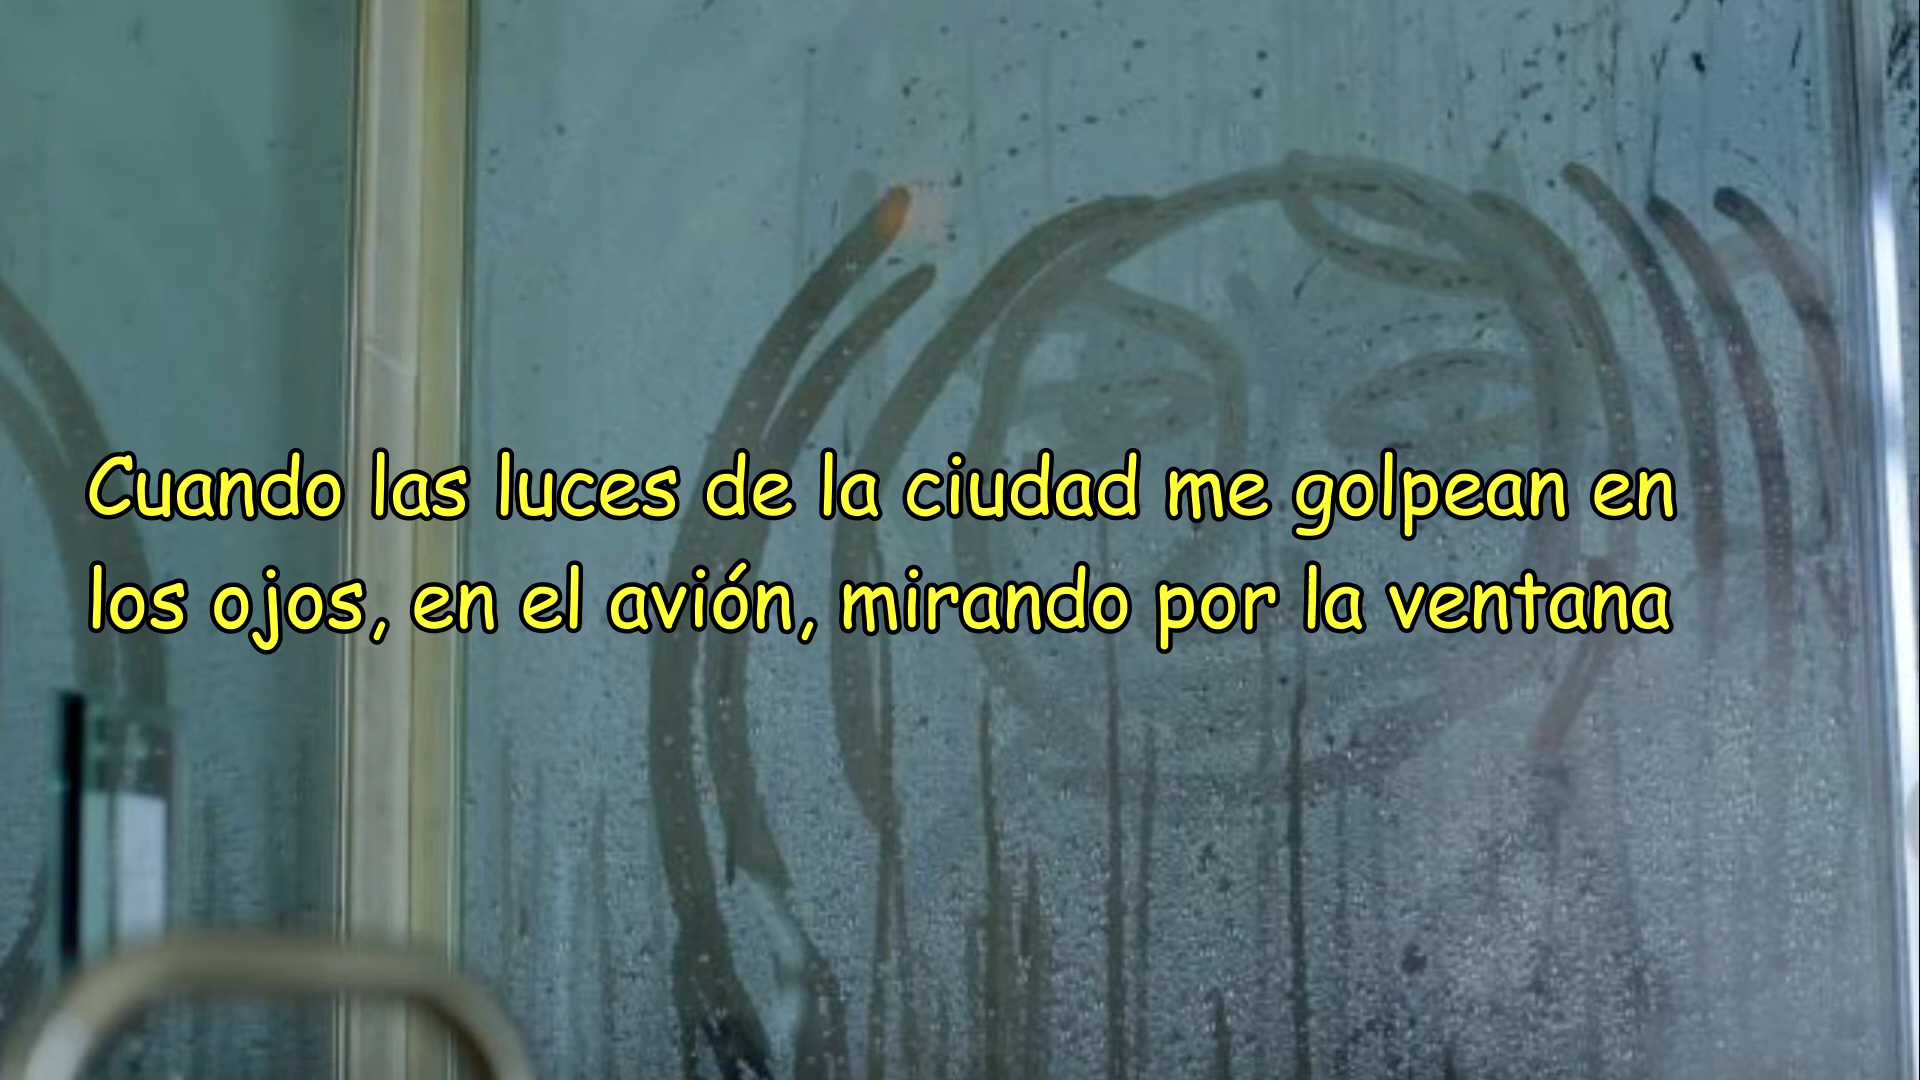 Cuando las luces de la ciudad me golpean en
los ojos, en el avión, mirando por la ventana